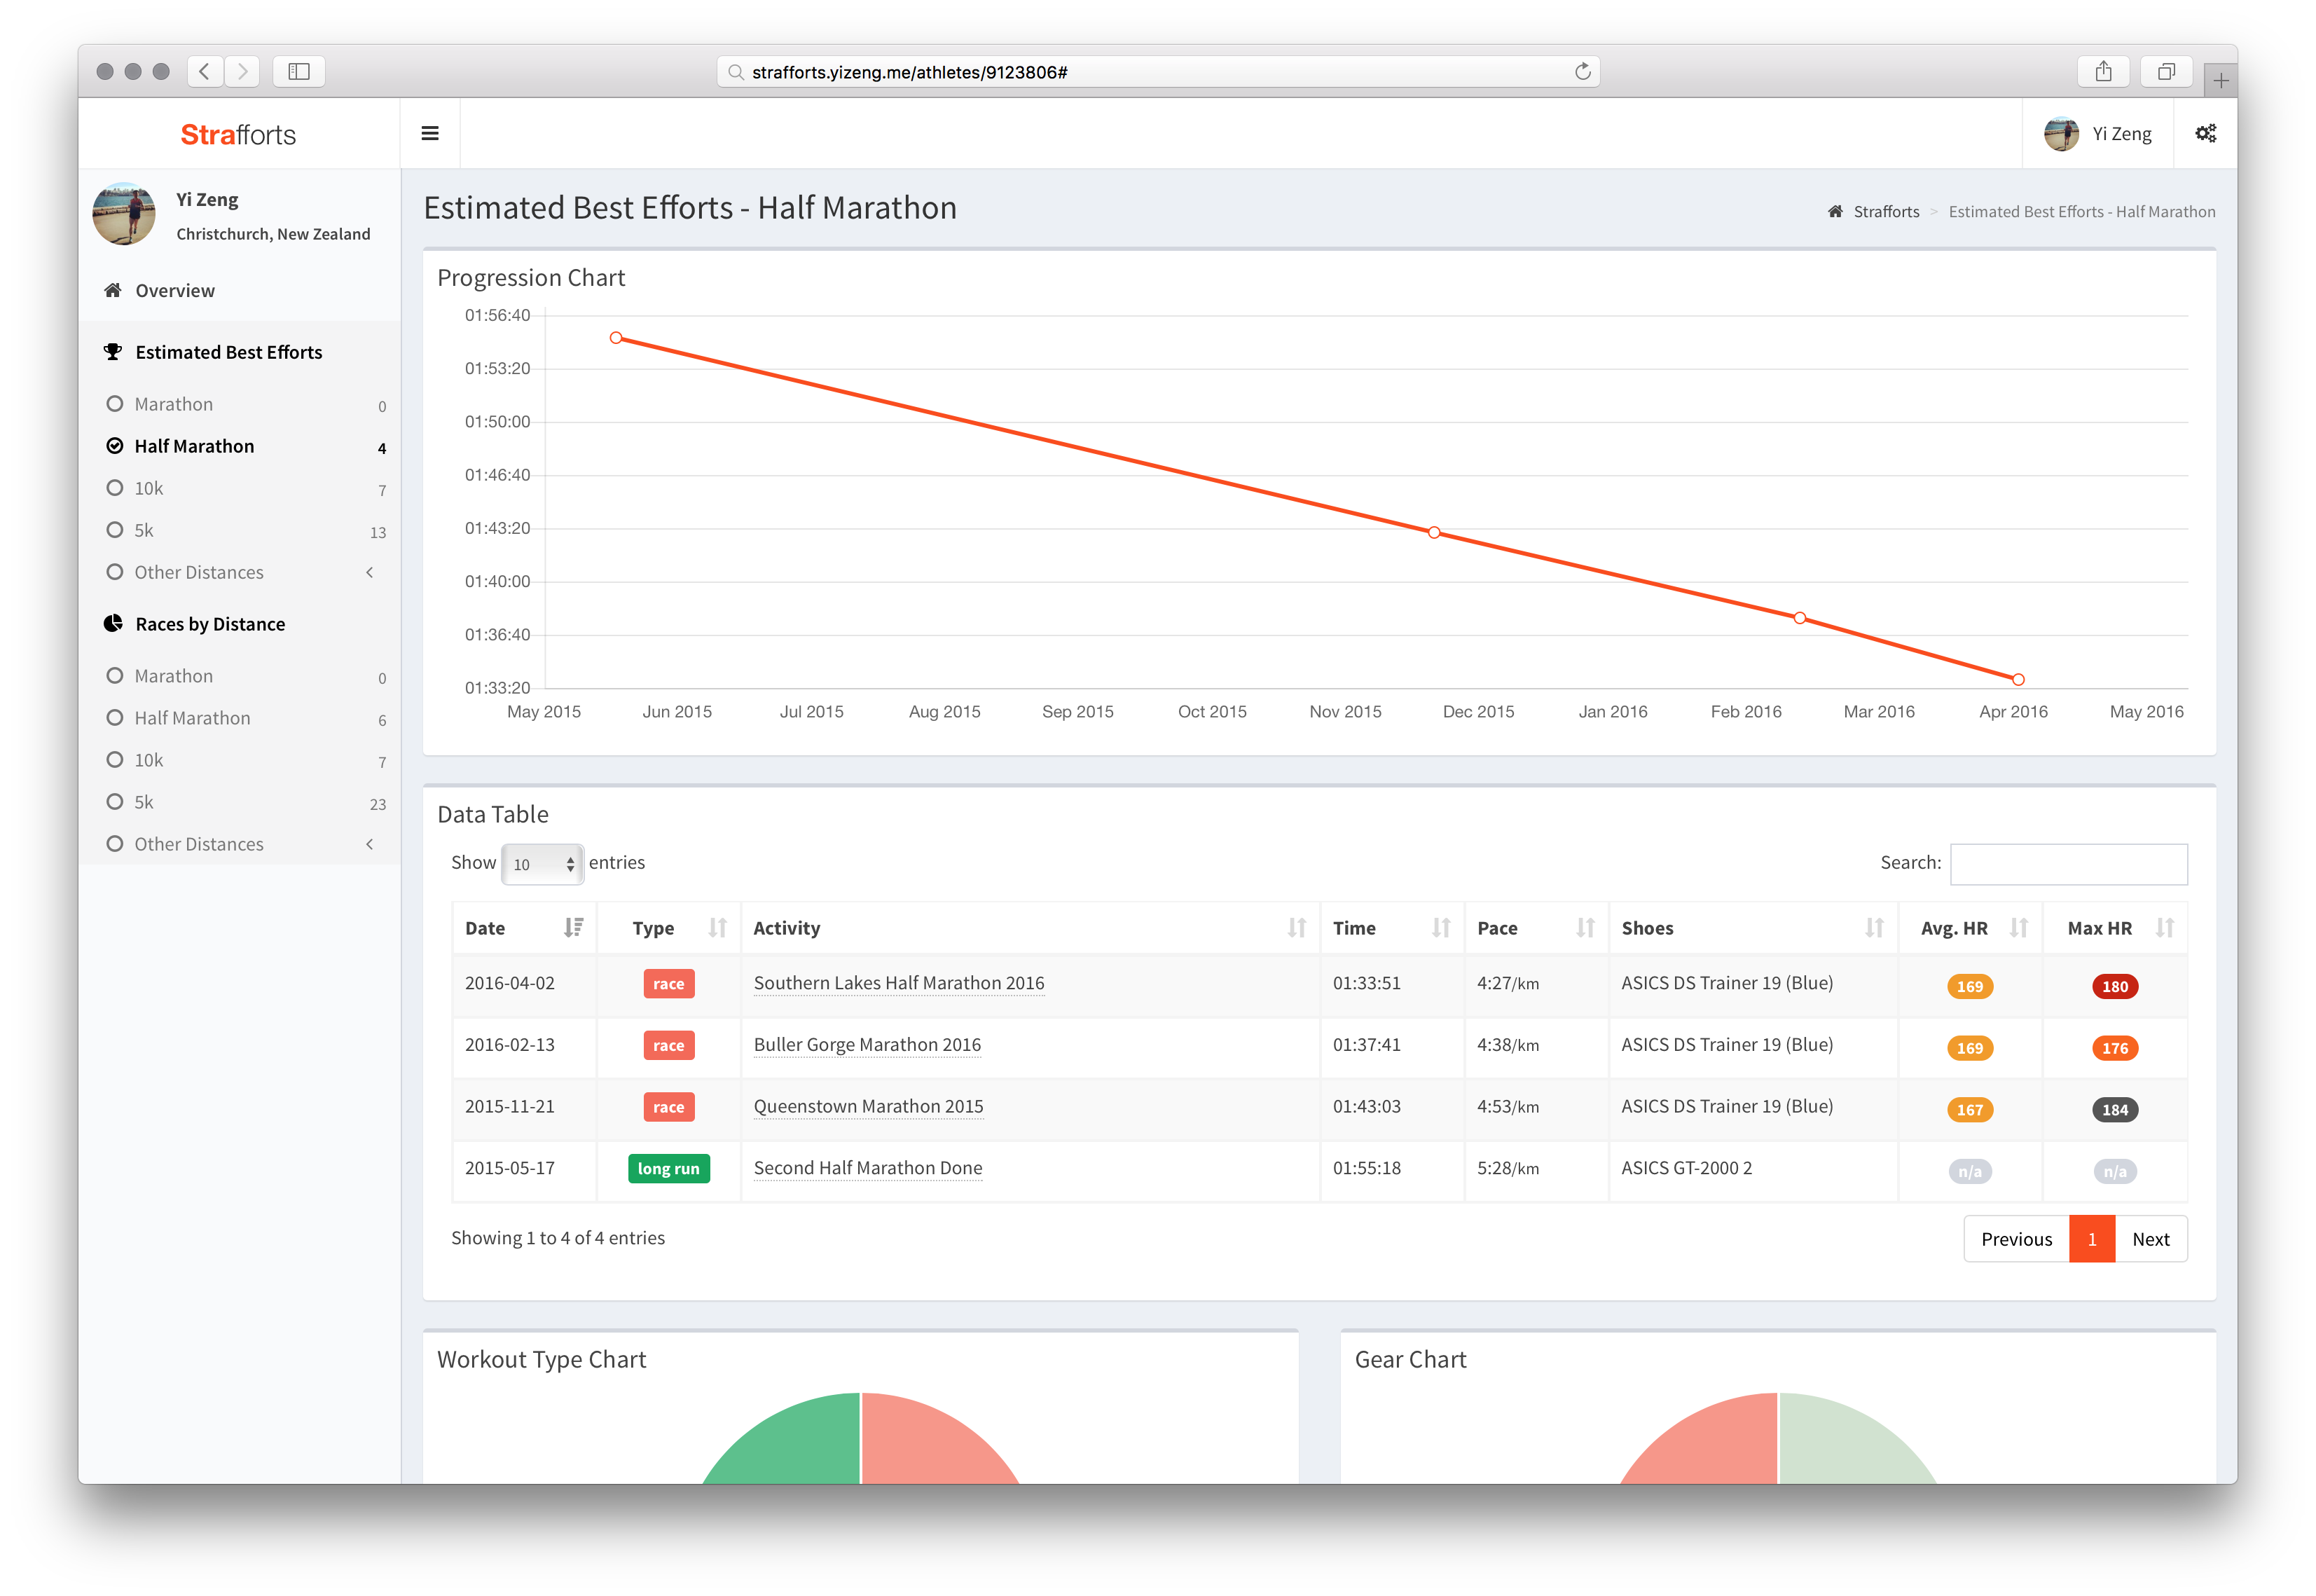 strafforts.yizeng.me/athletes/9123806#
Strafforts
Yi Zeng
Yi Zeng
Christchurch, New Zealand
Overview
Estimated Best Efforts
Marathon 0
Half Marathon 4
10k 7
5k 13
Other Distances
Races by Distance
Marathon 0
Half Marathon 6
10k 7
5k 23
Other Distances
Estimated Best Efforts - Half Marathon
Strafforts > Estimated Best Efforts - Half Marathon
Progression Chart
01:56:40
01:53:20
01:50:00
01:46:40
01:43:20
01:40:00
01:36:40
01:33:20
May 2015 Jun 2015 Jul 2015 Aug 2015 Sep 2015 Oct 2015 Nov 2015 Dec 2015 Jan 2016 Feb 2016 Mar 2016 Apr 2016 May 2016
Data Table
Show 10 entries Search:
Date Type Activity Time Pace Shoes Avg. HR Max HR
2016-04-02 race Southern Lakes Half Marathon 2016 01:33:51 4:27/km ASICS DS Trainer 19 (Blue) 169 180
2016-02-13 race Buller Gorge Marathon 2016 01:37:41 4:38/km ASICS DS Trainer 19 (Blue) 169 176
2015-11-21 race Queenstown Marathon 2015 01:43:03 4:53/km ASICS DS Trainer 19 (Blue) 167 184
2015-05-17 long run Second Half Marathon Done 01:55:18 5:28/km ASICS GT-2000 2 n/a n/a
Showing 1 to 4 of 4 entries Previous 1 Next
Workout Type Chart
Gear Chart